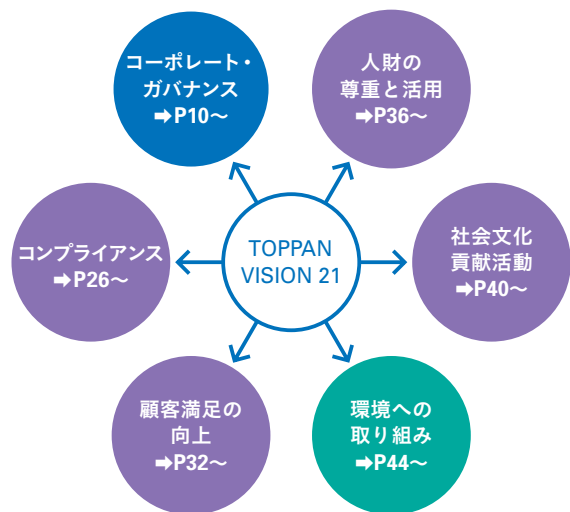 コーポレート・
ガバナンス
➡P10〜
人財の
尊重と活用
➡P36〜
コンプライアンス
➡P26〜
TOPPAN
VISION 21
社会文化
貢献活動
➡P40〜
顧客満足の
向上
➡P32〜
環境への
取り組み
➡P44〜